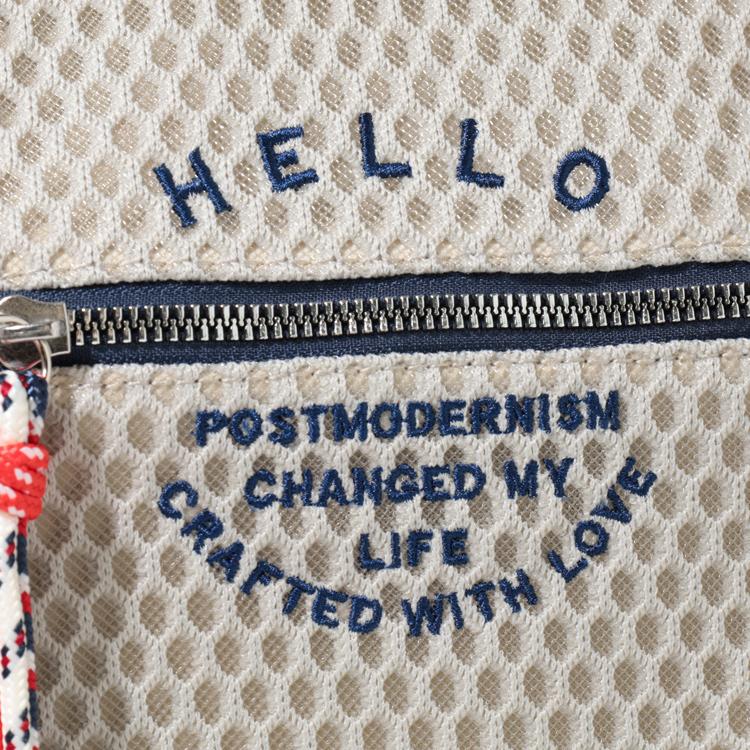 HELLO
POSTMODERNISM
CHANGED MY
LIFE
CRAFTED WITH LOVE